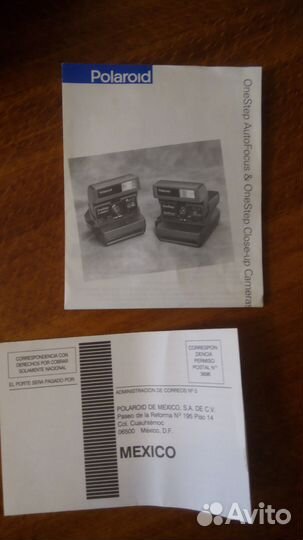 Polaroid
OneStep AutoFocus & OneStep Close-up Cameras
CORRESPONDENCIA CON
DERECHOS POR COBRAR
SOLAMENTE NACIONAL
EL PORTE SERA PAGADO POR:
CORRESPON-
DENCIA
PERMISO
POSTAL Nº
ADMINISTRACION DE CORREOS Nº 5
POLAROID DE MEXICO, S.A. DE C.V.
Paseo de la Reforma Nº 195 Piso 14
Col. Cuauhtémoc
06500 México, D.F.
MEXICO
Avito